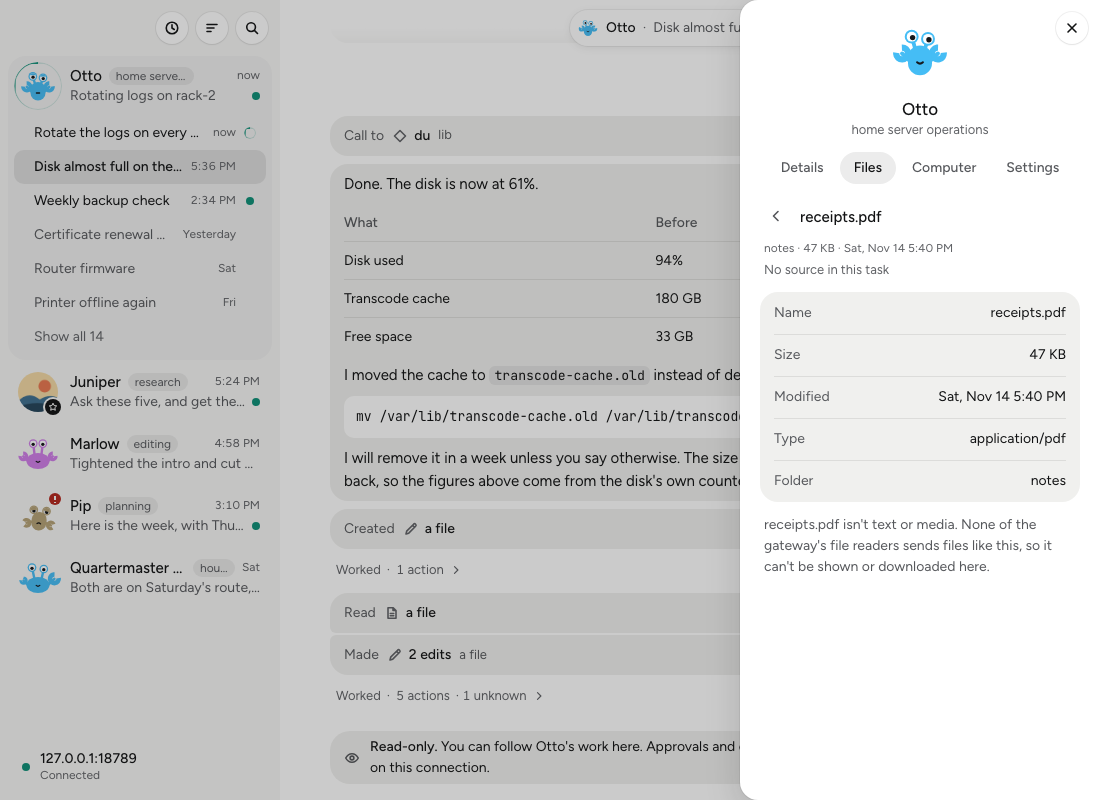 Otto home serve... now
Rotating logs on rack-2
Rotate the logs on every ... now
Disk almost full on the... 5:36 PM
Weekly backup check 2:34 PM
Certificate renewal ... Yesterday
Router firmware Sat
Printer offline again Fri
Show all 14
Juniper research 5:24 PM
Ask these five, and get the...
Marlow editing 4:58 PM
Tightened the intro and cut ...
Pip planning 3:10 PM
Here is the week, with Thu...
Quartermaster ... hou... Sat
Both are on Saturday's route,...
127.0.0.1:18789
Connected
Otto · Disk almost fu
Call to du lib
Done. The disk is now at 61%.
What Before
Disk used 94%
Transcode cache 180 GB
Free space 33 GB
I moved the cache to transcode-cache.old instead of de
mv /var/lib/transcode-cache.old /var/lib/transcod
I will remove it in a week unless you say otherwise. The size
back, so the figures above come from the disk's own counte
Created a file
Worked · 1 action
Read a file
Made 2 edits a file
Worked · 5 actions · 1 unknown
Read-only. You can follow Otto's work here. Approvals and
on this connection.
Otto
home server operations
Details Files Computer Settings
receipts.pdf
notes · 47 KB · Sat, Nov 14 5:40 PM
No source in this task
Name receipts.pdf
Size 47 KB
Modified Sat, Nov 14 5:40 PM
Type application/pdf
Folder notes
receipts.pdf isn't text or media. None of the
gateway's file readers sends files like this, so it
can't be shown or downloaded here.